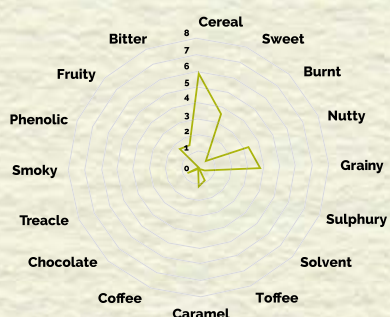 Cereal
Sweet
Burnt
Nutty
Grainy
Sulphury
Solvent
Toffee
Caramel
Coffee
Chocolate
Treacle
Smoky
Phenolic
Fruity
Bitter
8
7
6
5
4
3
2
1
0